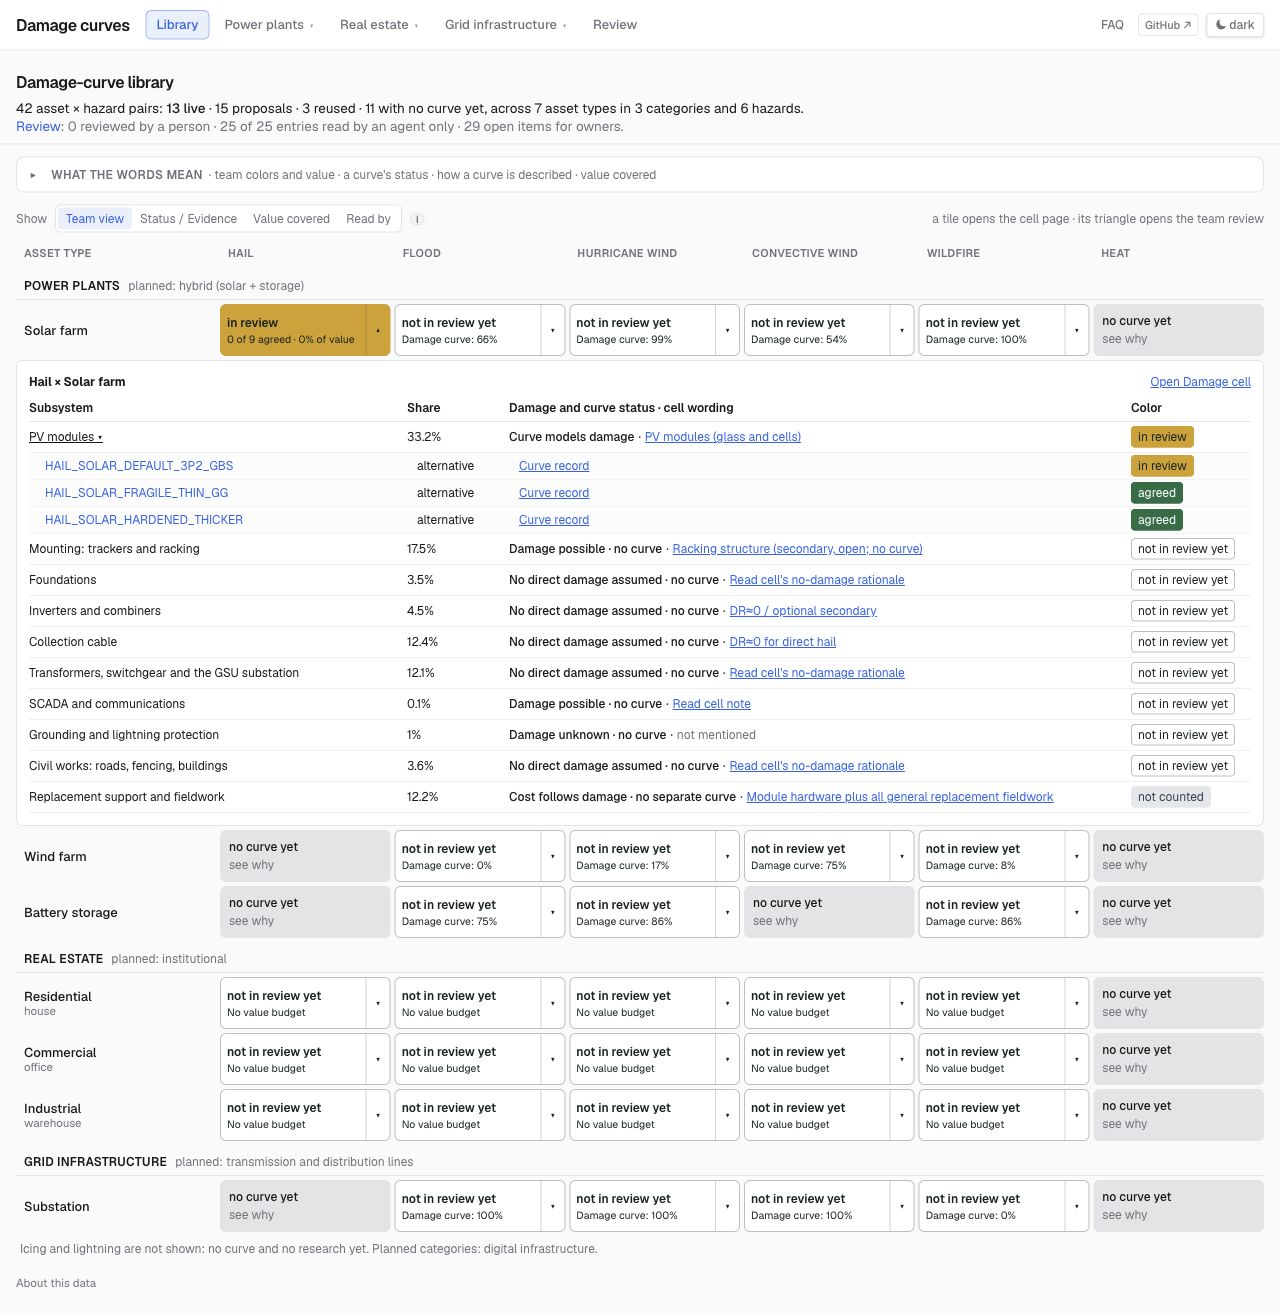 Damage curves Library Power plants ▾ Real estate ▾ Grid infrastructure ▾ Review FAQ GitHub ↗ dark
Damage-curve library
42 asset × hazard pairs: 13 live · 15 proposals · 3 reused · 11 with no curve yet, across 7 asset types in 3 categories and 6 hazards.
Review: 0 reviewed by a person · 25 of 25 entries read by an agent only · 29 open items for owners.
▸ WHAT THE WORDS MEAN · team colors and value · a curve's status · how a curve is described · value covered
Show Team view Status / Evidence Value covered Read by i a tile opens the cell page · its triangle opens the team review
ASSET TYPE HAIL FLOOD HURRICANE WIND CONVECTIVE WIND WILDFIRE HEAT
POWER PLANTS planned: hybrid (solar + storage)
Solar farm
in review ▴ not in review yet ▾ not in review yet ▾ not in review yet ▾ not in review yet ▾ no curve yet
0 of 9 agreed · 0% of value Damage curve: 66% Damage curve: 99% Damage curve: 54% Damage curve: 100% see why
Hail × Solar farm Open Damage cell
Subsystem Share Damage and curve status · cell wording Color
PV modules ▾ 33.2% Curve models damage · PV modules (glass and cells) in review
HAIL_SOLAR_DEFAULT_3P2_GBS alternative Curve record in review
HAIL_SOLAR_FRAGILE_THIN_GG alternative Curve record agreed
HAIL_SOLAR_HARDENED_THICKER alternative Curve record agreed
Mounting: trackers and racking 17.5% Damage possible · no curve · Racking structure (secondary, open; no curve) not in review yet
Foundations 3.5% No direct damage assumed · no curve · Read cell's no-damage rationale not in review yet
Inverters and combiners 4.5% No direct damage assumed · no curve · DR≈0 / optional secondary not in review yet
Collection cable 12.4% No direct damage assumed · no curve · DR≈0 for direct hail not in review yet
Transformers, switchgear and the GSU substation 12.1% No direct damage assumed · no curve · Read cell's no-damage rationale not in review yet
SCADA and communications 0.1% Damage possible · no curve · Read cell note not in review yet
Grounding and lightning protection 1% Damage unknown · no curve · not mentioned not in review yet
Civil works: roads, fencing, buildings 3.6% No direct damage assumed · no curve · Read cell's no-damage rationale not in review yet
Replacement support and fieldwork 12.2% Cost follows damage · no separate curve · Module hardware plus all general replacement fieldwork not counted
Wind farm
no curve yet not in review yet ▾ not in review yet ▾ not in review yet ▾ not in review yet ▾ no curve yet
see why Damage curve: 0% Damage curve: 17% Damage curve: 75% Damage curve: 8% see why
Battery storage
no curve yet not in review yet ▾ not in review yet ▾ no curve yet not in review yet ▾ no curve yet
see why Damage curve: 75% Damage curve: 86% see why Damage curve: 86% see why
REAL ESTATE planned: institutional
Residential not in review yet ▾ not in review yet ▾ not in review yet ▾ not in review yet ▾ not in review yet ▾ no curve yet
house No value budget No value budget No value budget No value budget No value budget see why
Commercial not in review yet ▾ not in review yet ▾ not in review yet ▾ not in review yet ▾ not in review yet ▾ no curve yet
office No value budget No value budget No value budget No value budget No value budget see why
Industrial not in review yet ▾ not in review yet ▾ not in review yet ▾ not in review yet ▾ not in review yet ▾ no curve yet
warehouse No value budget No value budget No value budget No value budget No value budget see why
GRID INFRASTRUCTURE planned: transmission and distribution lines
Substation
no curve yet not in review yet ▾ not in review yet ▾ not in review yet ▾ not in review yet ▾ no curve yet
see why Damage curve: 100% Damage curve: 100% Damage curve: 100% Damage curve: 0% see why
Icing and lightning are not shown: no curve and no research yet. Planned categories: digital infrastructure.
About this data